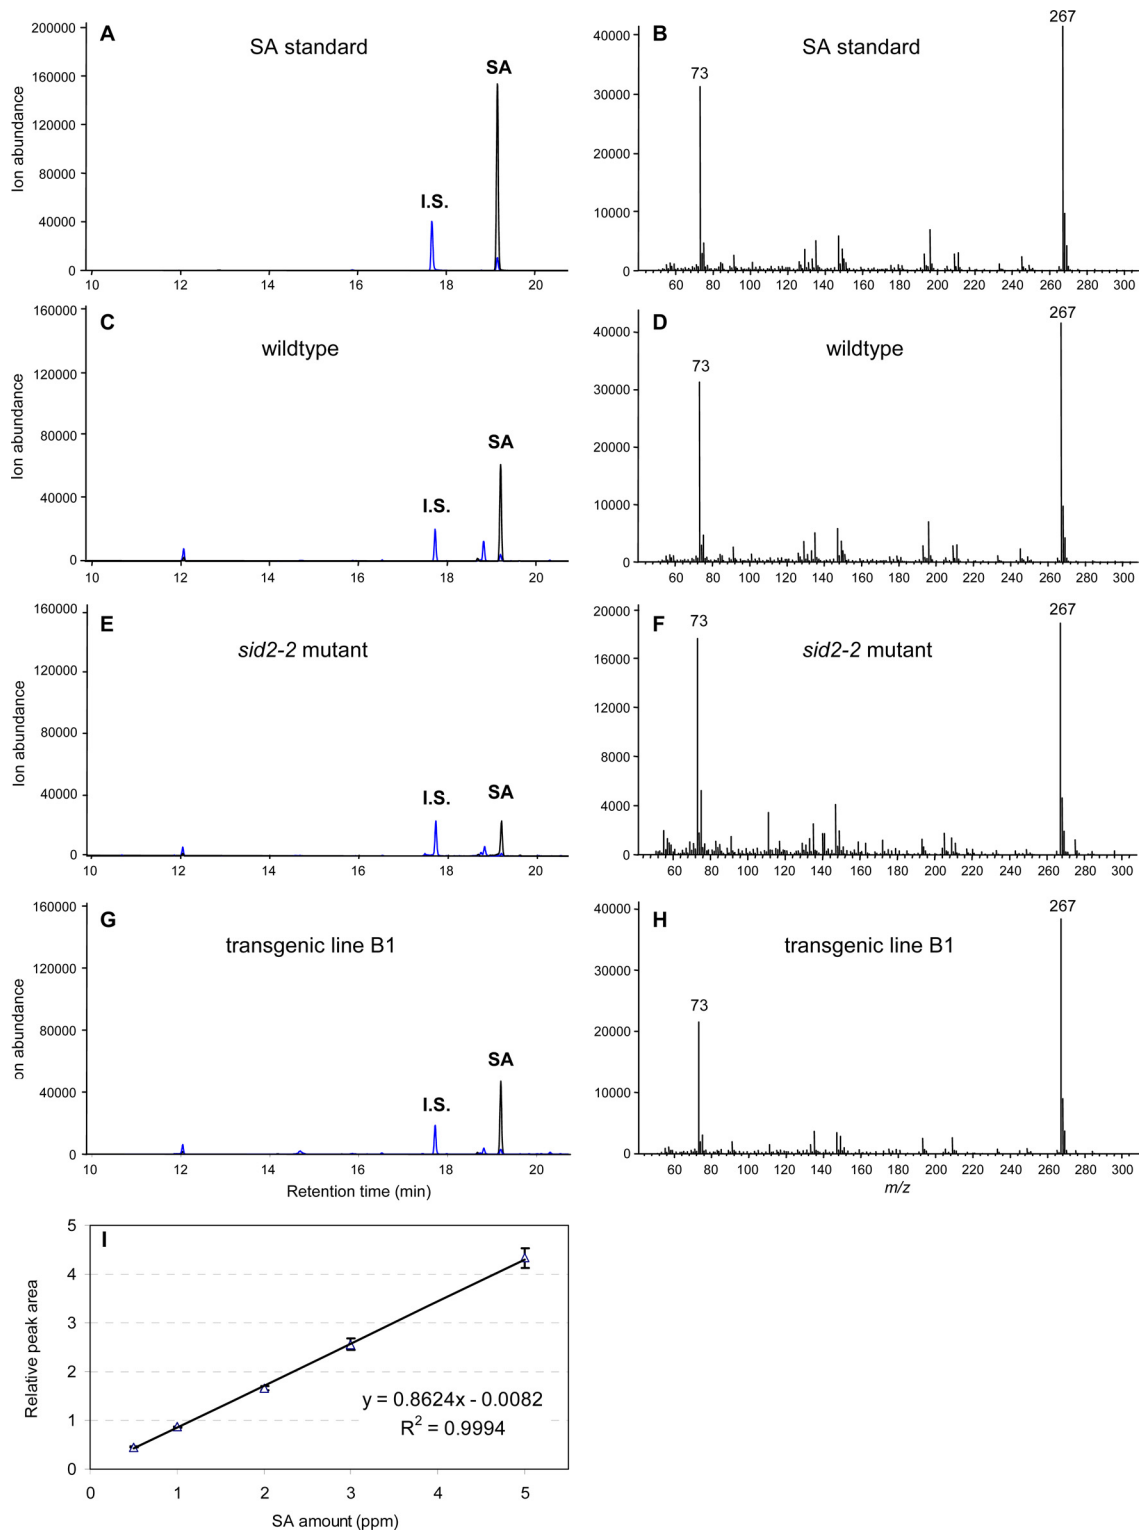 A
SA standard
Ion abundance
200000
160000
120000
80000
40000
0
I.S.
SA
10 12 14 16 18 20
B
SA standard
40000
30000
20000
10000
0
73
267
60 80 100 120 140 160 180 200 220 240 260 280 300
C
wildtype
Ion abundance
160000
120000
80000
40000
0
I.S.
SA
10 12 14 16 18 20
D
wildtype
40000
30000
20000
10000
0
73
267
60 80 100 120 140 160 180 200 220 240 260 280 300
E
sid2-2 mutant
Ion abundance
160000
120000
80000
40000
0
I.S.
SA
10 12 14 16 18 20
F
sid2-2 mutant
20000
16000
12000
8000
4000
0
73
267
60 80 100 120 140 160 180 200 220 240 260 280 300
G
transgenic line B1
on abundance
160000
120000
80000
40000
0
I.S.
SA
10 12 14 16 18 20
Retention time (min)
H
transgenic line B1
40000
30000
20000
10000
0
73
267
60 80 100 120 140 160 180 200 220 240 260 280 300
m/z
I
Relative peak area
5
4
3
2
1
0
y = 0.8624x - 0.0082
R² = 0.9994
0 1 2 3 4 5
SA amount (ppm)